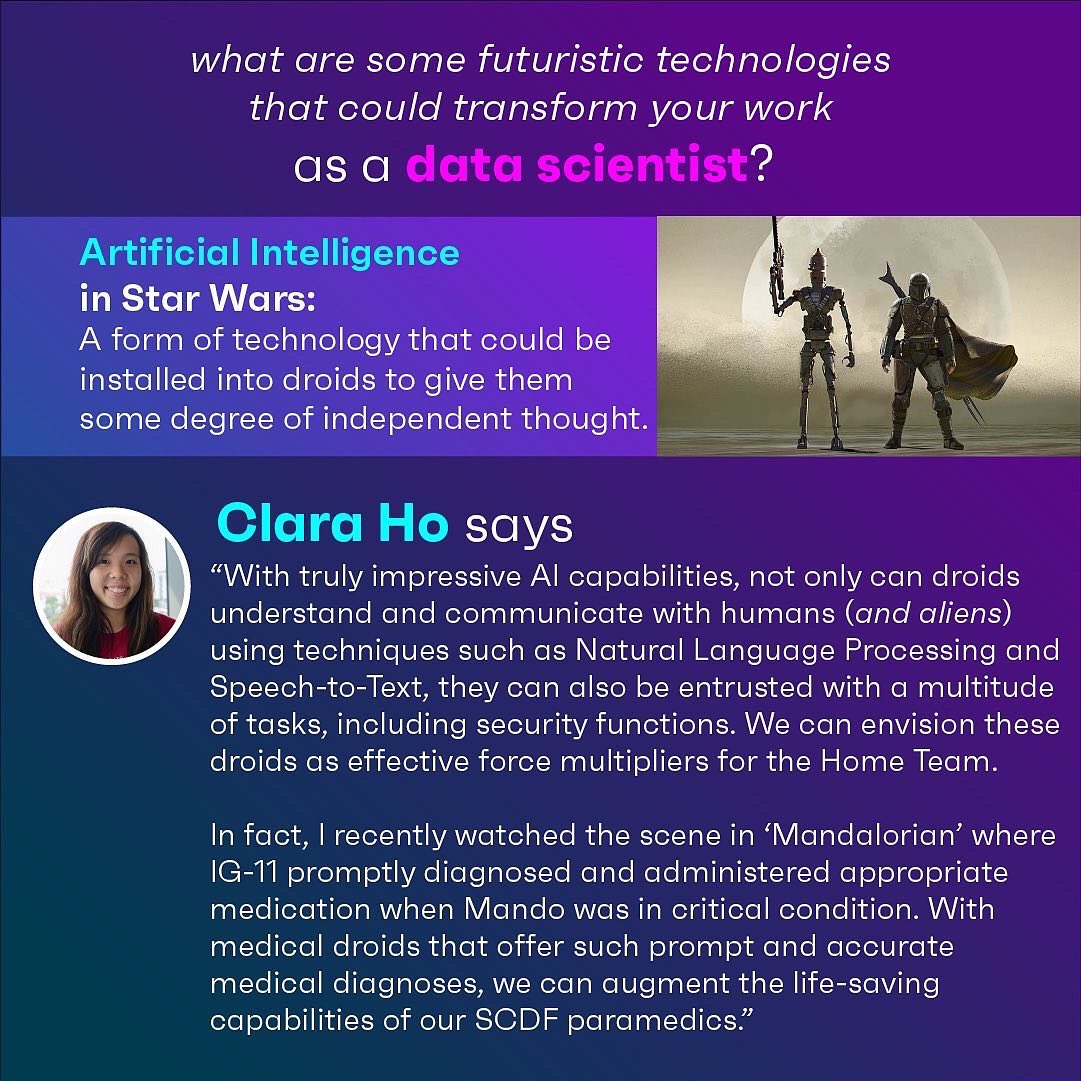 what are some futuristic technologies
that could transform your work
as a data scientist?
Artificial Intelligence
in Star Wars:
A form of technology that could be
installed into droids to give them
some degree of independent thought.
Clara Ho says
“With truly impressive AI capabilities, not only can droids
understand and communicate with humans (and aliens)
using techniques such as Natural Language Processing and
Speech-to-Text, they can also be entrusted with a multitude
of tasks, including security functions. We can envision these
droids as effective force multipliers for the Home Team.
In fact, I recently watched the scene in ‘Mandalorian’ where
IG-11 promptly diagnosed and administered appropriate
medication when Mando was in critical condition. With
medical droids that offer such prompt and accurate
medical diagnoses, we can augment the life-saving
capabilities of our SCDF paramedics.”